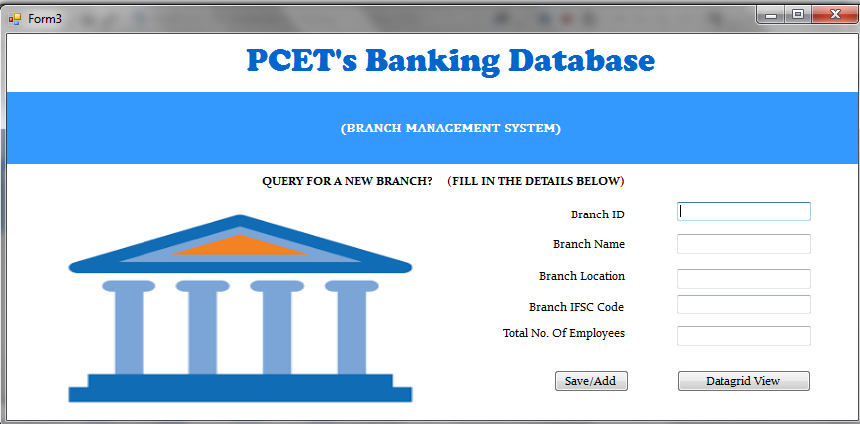 Form3
PCET's Banking Database
(BRANCH MANAGEMENT SYSTEM)
QUERY FOR A NEW BRANCH? (FILL IN THE DETAILS BELOW)
Branch ID
Branch Name
Branch Location
Branch IFSC Code
Total No. Of Employees
Save/Add Datagrid View